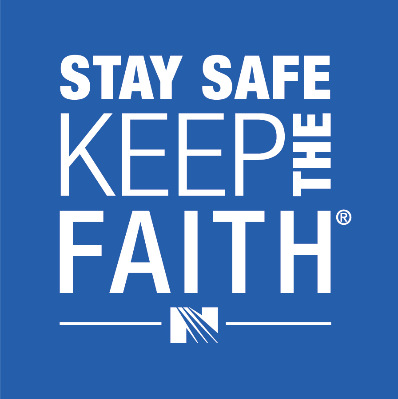 STAY SAFE
KEEP THE
FAITH®
N